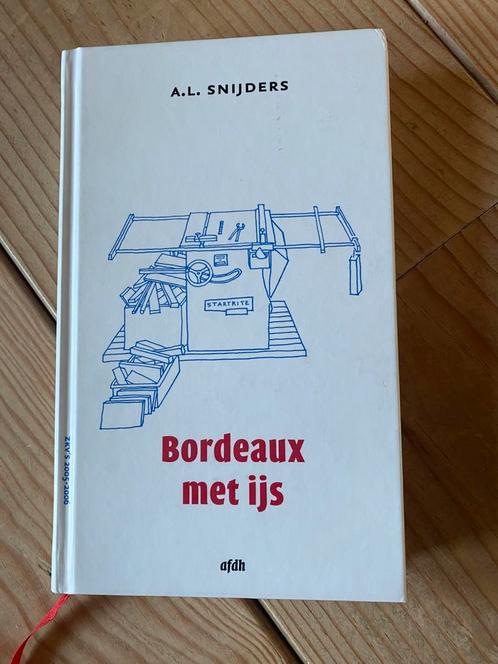 A.L. SNIJDERS
STARTRITE
Bordeaux
met ijs
afdh
ZKV's 2005-2006